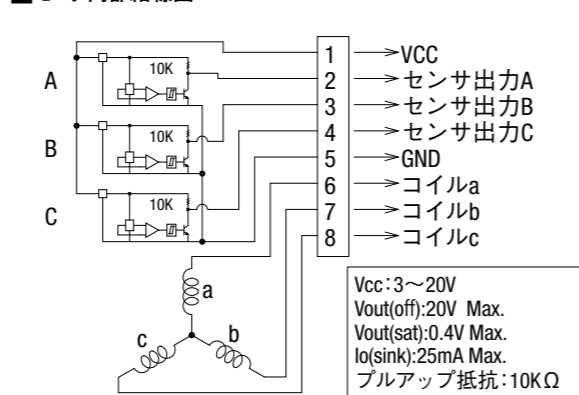 10K
A
10K
B
10K
C
1 VCC
2 センサ出力A
3 センサ出力B
4 センサ出力C
5 GND
6 コイルa
7 コイルb
8 コイルc
a
c
b
Vcc:3～20V
Vout(off):20V Max.
Vout(sat):0.4V Max.
Io(sink):25mA Max.
プルアップ抵抗:10KΩ